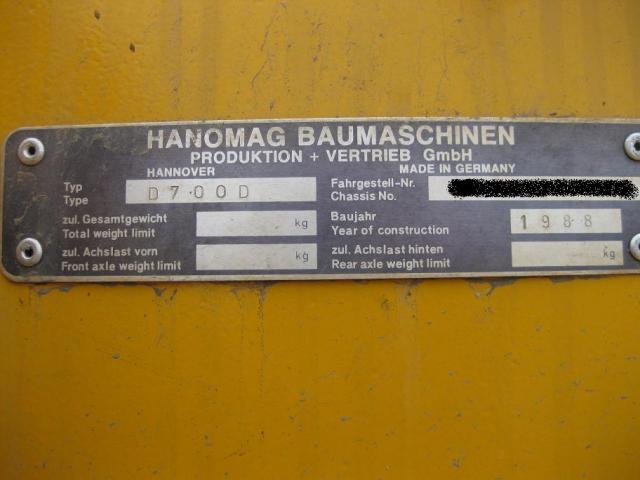 HANOMAG BAUMASCHINEN
PRODUKTION + VERTRIEB GmbH
HANNOVER MADE IN GERMANY
Typ D7·00D Fahrgestell-Nr.
Type Chassis No.
zul. Gesamtgewicht kg Baujahr 1988
Total weight limit Year of construction
zul. Achslast vorn kg zul. Achslast hinten kg
Front axle weight limit Rear axle weight limit